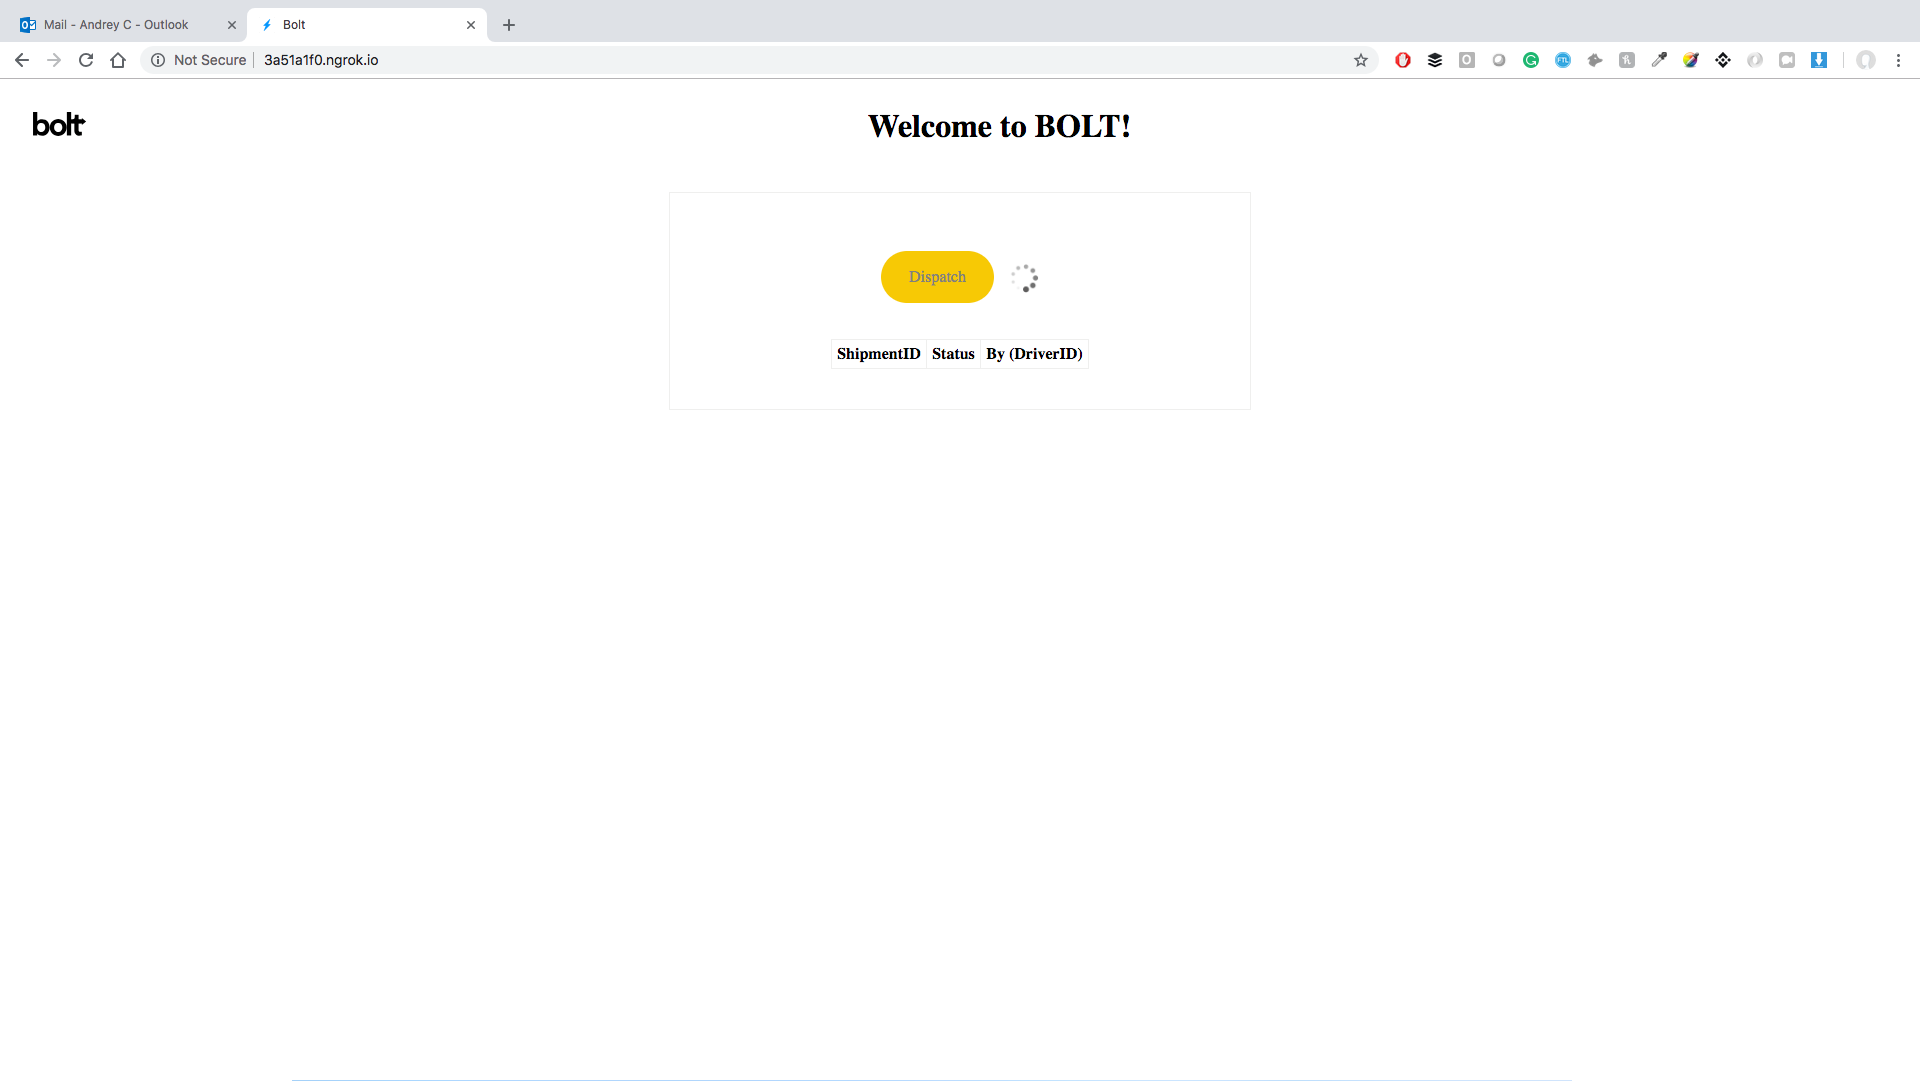 Mail - Andrey C - Outlook
Bolt
Not Secure
3a51a1f0.ngrok.io
bolt
Welcome to BOLT!
Dispatch
ShipmentID Status By (DriverID)